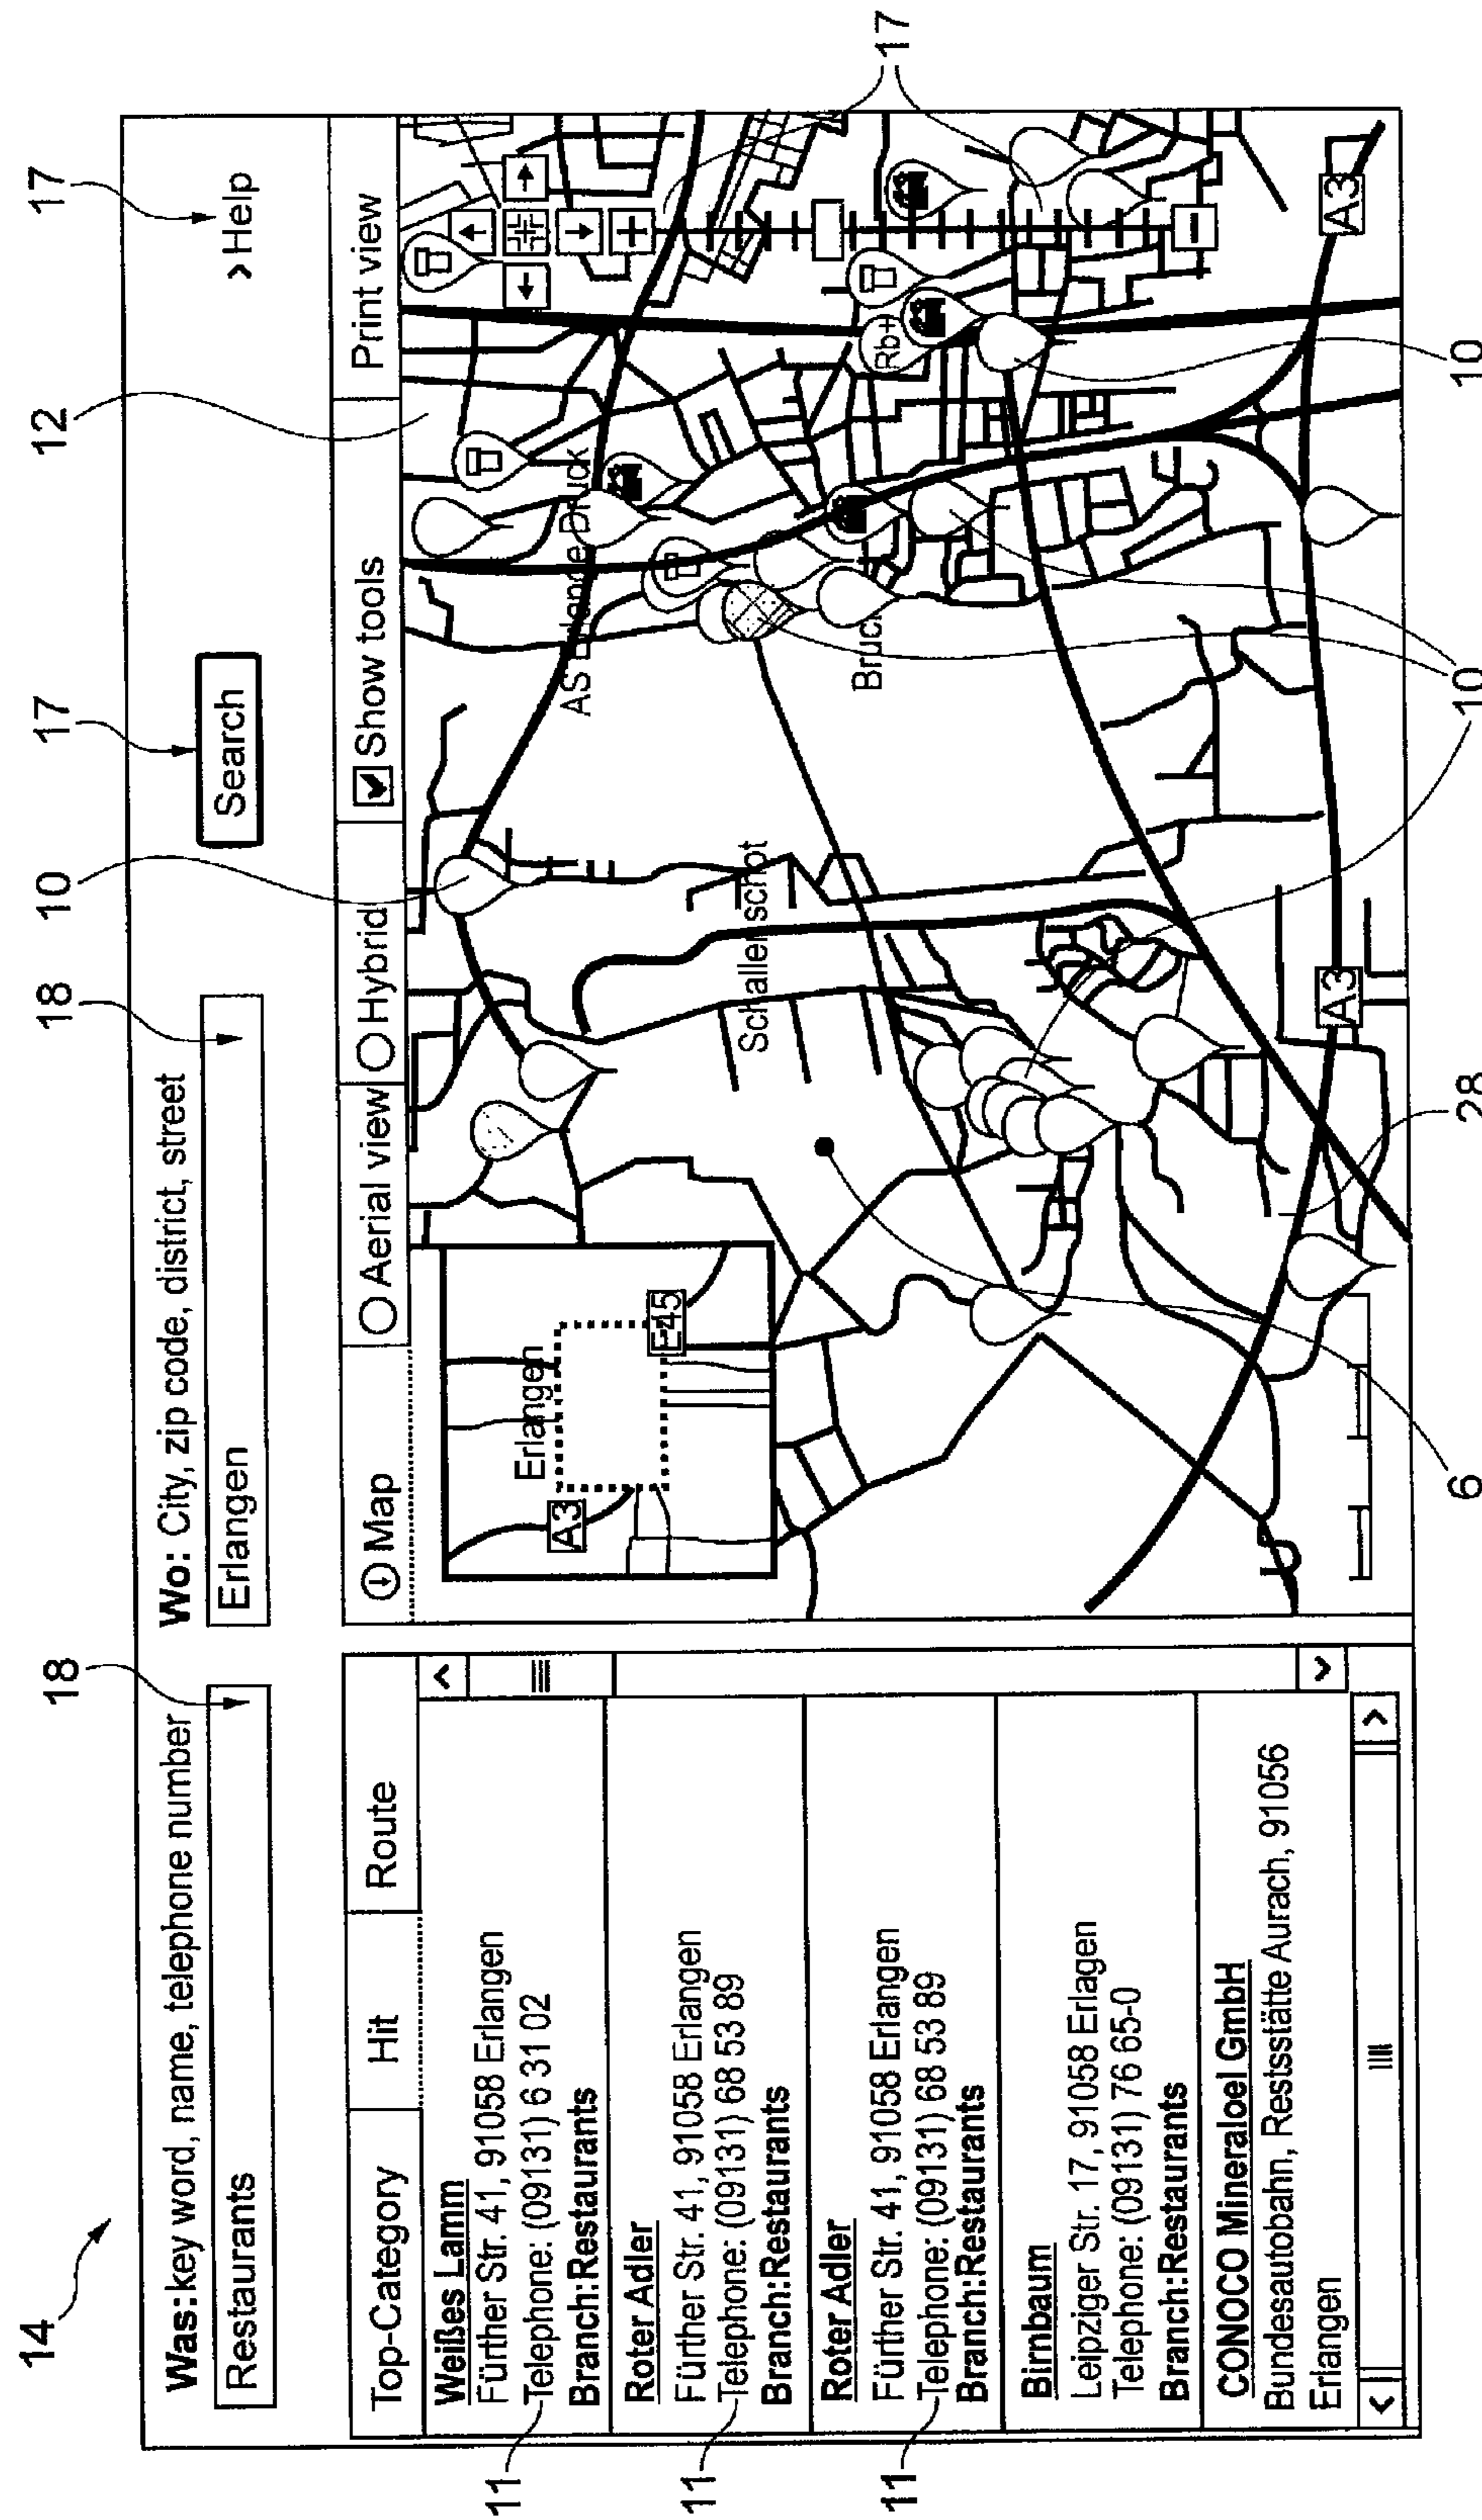 14
18
18
10
17
12
17
Was: key word, name, telephone number
Wo: City, zip code, district, street
Restaurants
Erlangen
Search
> Help
Top-Category
Hit
Route
Map
Aerial view
Hybrid
Show tools
Print view
Weißes Lamm
Fürther Str. 41, 91058 Erlangen
Telephone: (09131) 6 31 02
Branch:Restaurants
11
Roter Adler
Fürther Str. 41, 91058 Erlangen
Telephone: (09131) 68 53 89
Branch:Restaurants
11
Roter Adler
Fürther Str. 41, 91058 Erlangen
Telephone: (09131) 68 53 89
Branch:Restaurants
11
Birnbaum
Leipziger Str. 17, 91058 Erlagen
Telephone: (09131) 76 65-0
Branch:Restaurants
CONOCO Mineraloel GmbH
Bundesautobahn, Restsstätte Aurach, 91056
Erlangen
Erlangen
A3
E45
AS
Bruck
Schallerschot
Bruck
Rb+
A3
A3
17
6
28
10
10